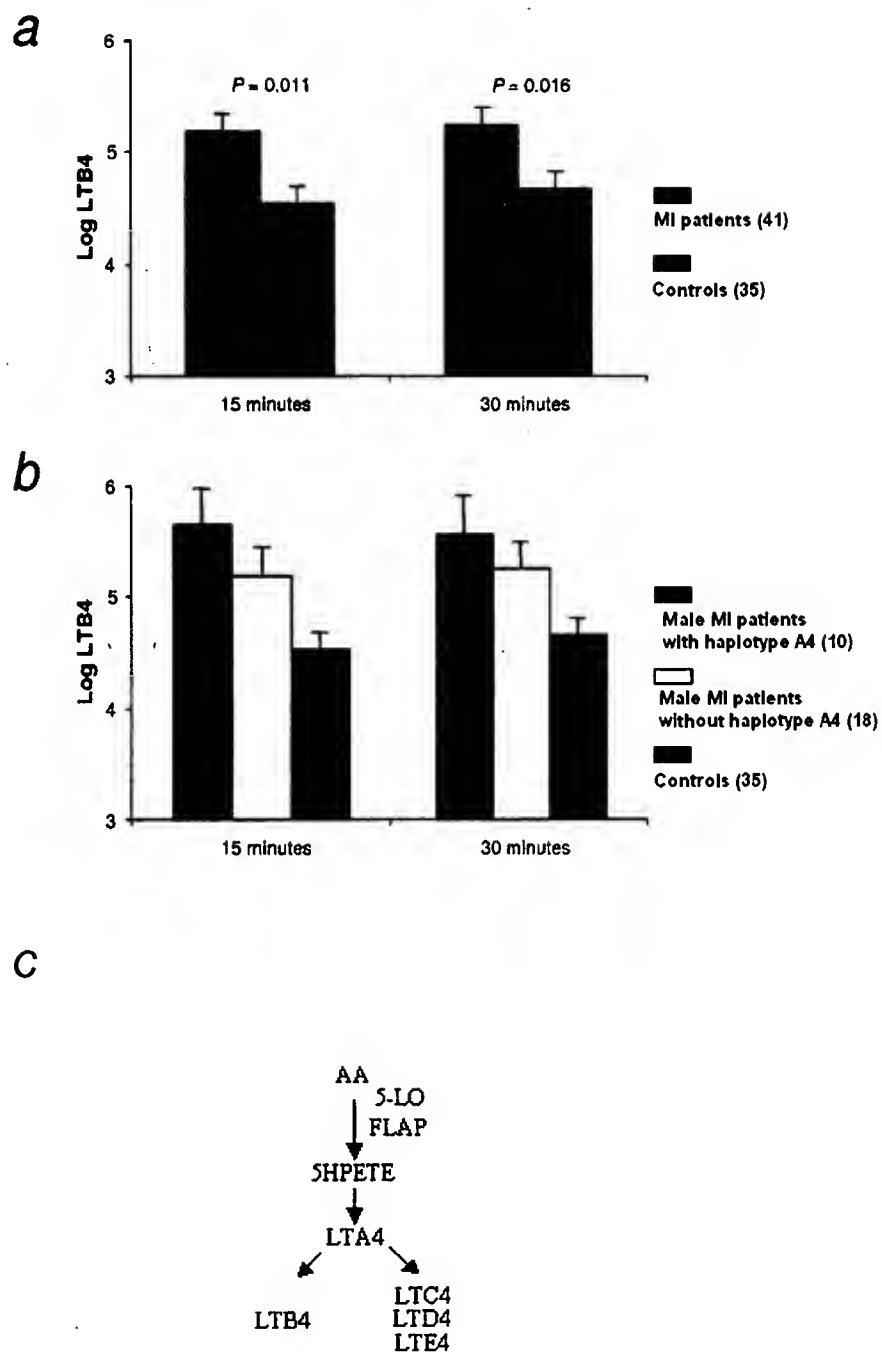 a
6
5
4
3
Log LTB4
P = 0.011
P = 0.016
15 minutes
30 minutes
MI patients (41)
Controls (35)
b
6
5
4
3
Log LTB4
15 minutes
30 minutes
Male MI patients
with haplotype A4 (10)
Male MI patients
without haplotype A4 (18)
Controls (35)
c
AA
5-LO
FLAP
5HPETE
LTA4
LTB4
LTC4
LTD4
LTE4